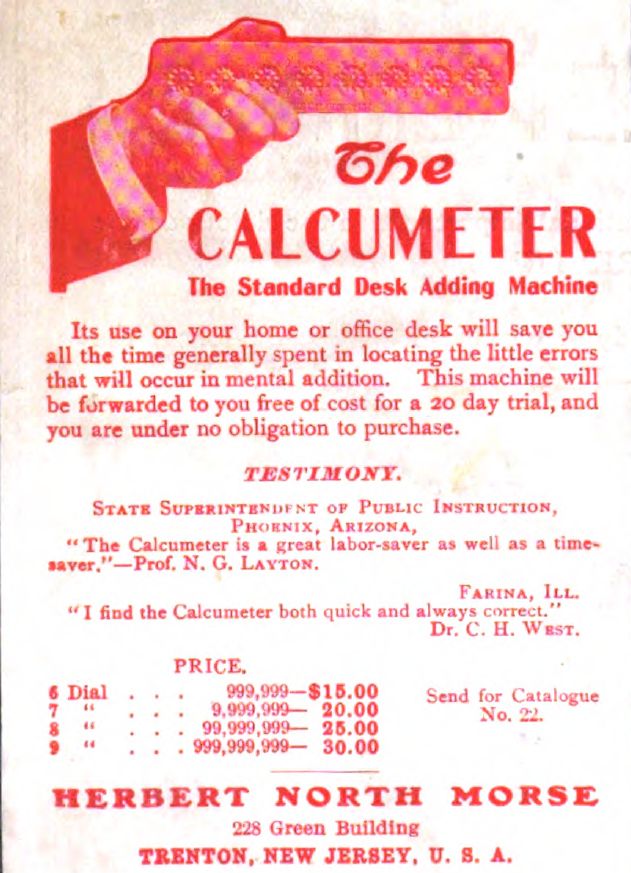 The
CALCUMETER
The Standard Desk Adding Machine
Its use on your home or office desk will save you
all the time generally spent in locating the little errors
that will occur in mental addition. This machine will
be forwarded to you free of cost for a 20 day trial, and
you are under no obligation to purchase.
TESTIMONY.
STATE SUPERINTENDENT OF PUBLIC INSTRUCTION,
PHOENIX, ARIZONA,
"The Calcumeter is a great labor-saver as well as a time-
saver."—Prof. N. G. LAYTON.
FARINA, ILL.
"I find the Calcumeter both quick and always correct."
Dr. C. H. WEST.
PRICE.
6 Dial . . . 999,999—$15.00
7 " . . . 9,999,999— 20.00
8 " . . . 99,999,999— 25.00
9 " . . . 999,999,999— 30.00
Send for Catalogue
No. 22.
HERBERT NORTH MORSE
228 Green Building
TRENTON, NEW JERSEY, U. S. A.